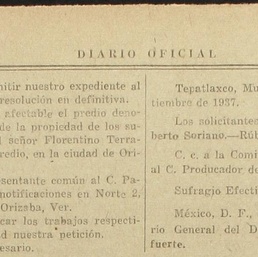 DIARIO OFICIAL
mitir nuestro expediente al
resolución en definitiva.
afectable el predio deno-
de la propiedad de los su-
señor Florentino Terra-
redio, en la ciudad de Ori-
esentante común al C. Pa-
notificaciones en Norte 2,
Orizaba, Ver.
car los trabajos respecti-
d nuestra petición.
esario.
Tepatlaxco, Mu
tiembre de 1937.
Los solicitantes
berto Soriano.—Rú
C. c. a la Comi
al C. Producador de
Sufragio Efecti
México, D. F.,
rio General del D
fuerte.